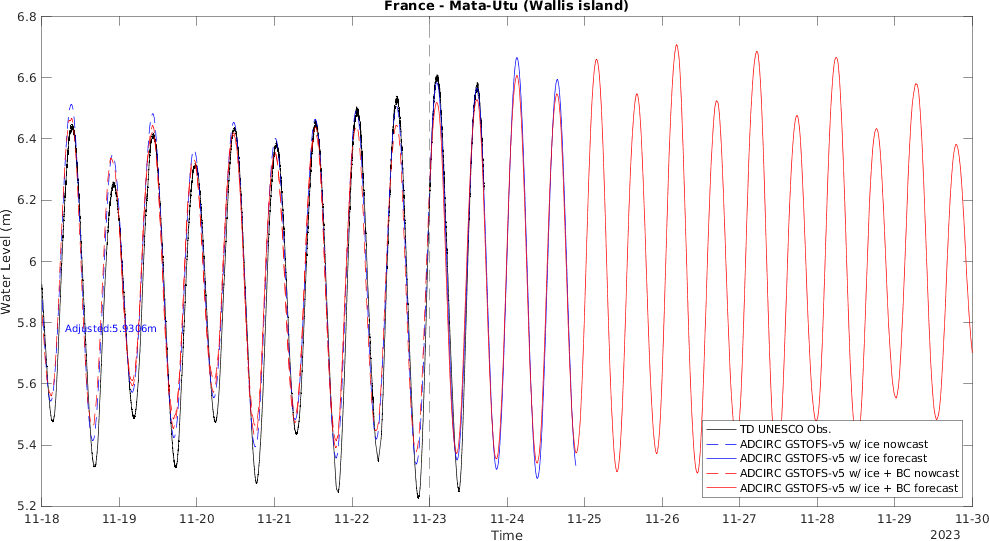 France - Mata-Utu (Wallis island)
6.8
6.6
6.4
6.2
6
5.8
5.6
5.4
5.2
Water Level (m)
Adjusted:5.9306m
TD UNESCO Obs.
ADCIRC GSTOFS-v5 w/ ice nowcast
ADCIRC GSTOFS-v5 w/ ice forecast
ADCIRC GSTOFS-v5 w/ ice + BC nowcast
ADCIRC GSTOFS-v5 w/ ice + BC forecast
11-18 11-19 11-20 11-21 11-22 11-23 11-24 11-25 11-26 11-27 11-28 11-29 11-30
Time
2023